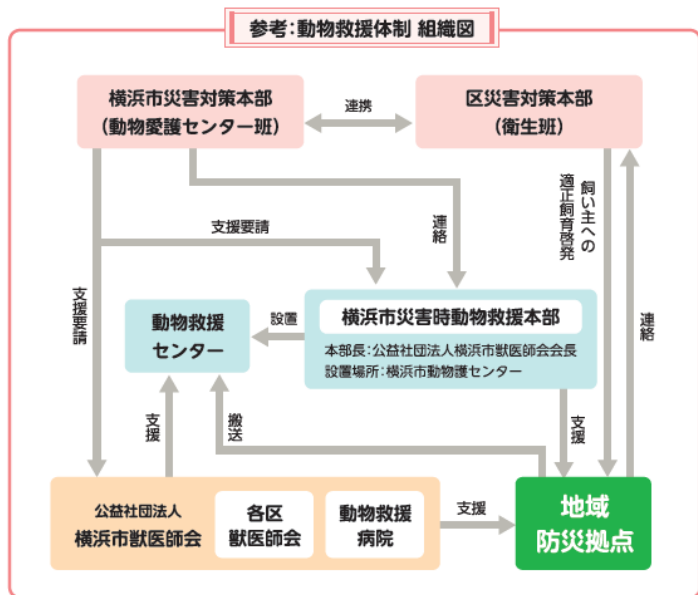 参考:動物救援体制 組織図
横浜市災害対策本部
(動物愛護センター班)
連携
区災害対策本部
(衛生班)
支援要請
連絡
飼い主への
適正飼育啓発
支援要請
連絡
動物救援
センター
設置
横浜市災害時動物救援本部
本部長:公益社団法人横浜市獣医師会会長
設置場所:横浜市動物護センター
支援
搬送
支援
公益社団法人
横浜市獣医師会
各区
獣医師会
動物救援
病院
支援
地域
防災拠点